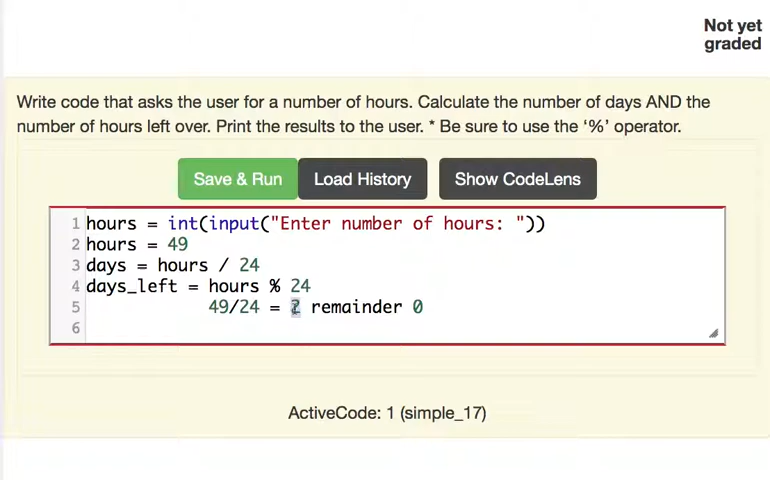 Not yet
graded
Write code that asks the user for a number of hours. Calculate the number of days AND the
number of hours left over. Print the results to the user. * Be sure to use the ‘%’ operator.
Save & Run Load History Show CodeLens
1 hours = int(input("Enter number of hours: "))
2 hours = 49
3 days = hours / 24
4 days_left = hours % 24
5 49/24 = 2 remainder 0
6
ActiveCode: 1 (simple_17)